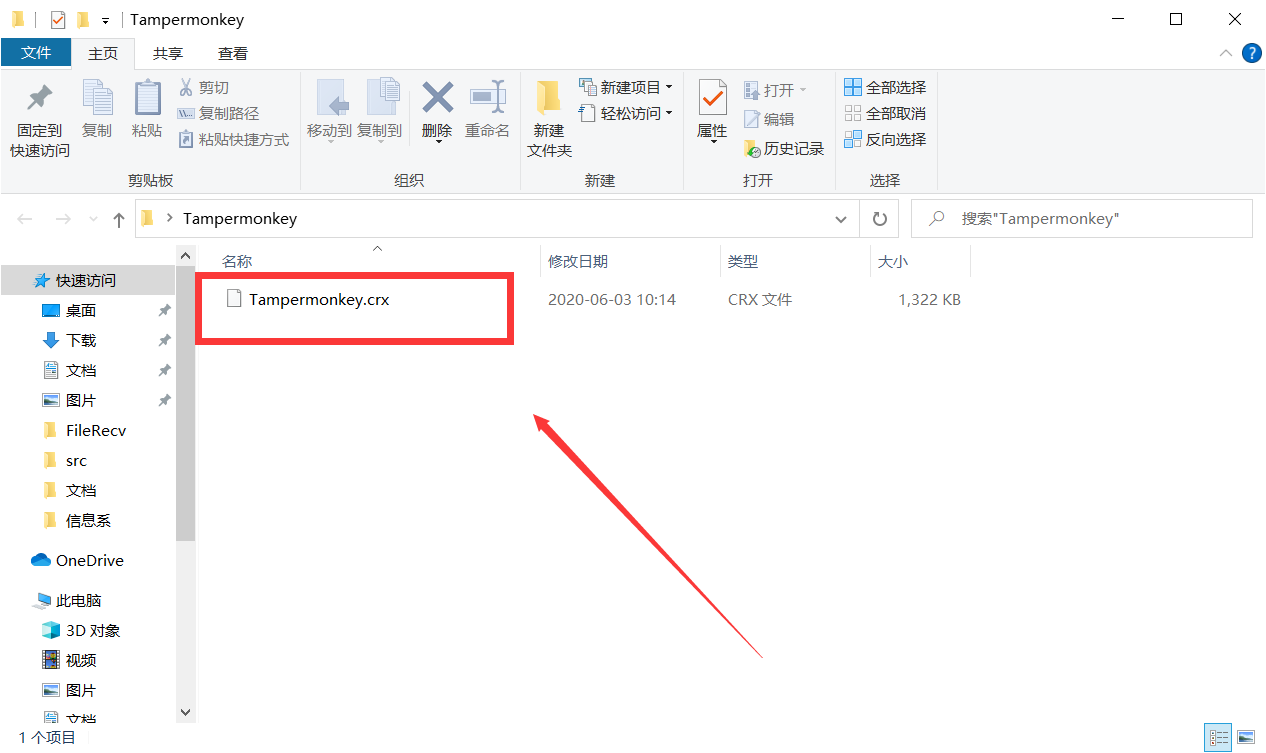 Tampermonkey
文件
主页
共享
查看
固定到
快速访问
复制
粘贴
剪切
复制路径
粘贴快捷方式
剪贴板
移动到
复制到
删除
重命名
组织
新建
文件夹
新建项目
轻松访问
新建
属性
打开
编辑
历史记录
打开
全部选择
全部取消
反向选择
选择
Tampermonkey
搜索"Tampermonkey"
名称
修改日期
类型
大小
Tampermonkey.crx
2020-06-03 10:14
CRX 文件
1,322 KB
快速访问
桌面
下载
文档
图片
FileRecv
src
文档
信息系
OneDrive
此电脑
3D 对象
视频
图片
文档
1 个项目